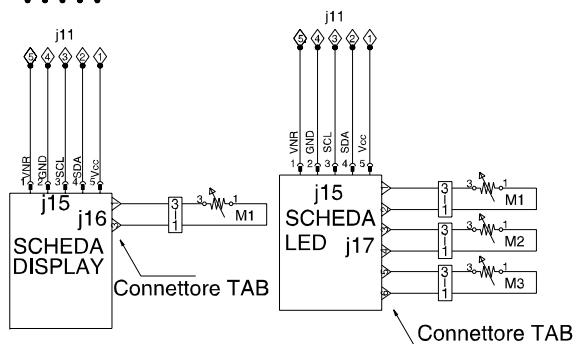 j11
5 4 3 2 1
VNR GND SCL SDA Vcc
1 2 3 4 5
j15
j16
SCHEDA
DISPLAY
3 1
3 1
M1
Connettore TAB
j11
5 4 3 2 1
VNR GND SCL SDA Vcc
1 2 3 4 5
j15
SCHEDA
LED
j17
3 1
3 1
M1
3 1
3 1
M2
3 1
3 1
M3
Connettore TAB